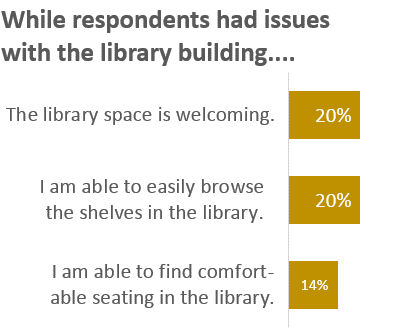 While respondents had issues
with the library building....
The library space is welcoming.
20%
I am able to easily browse
the shelves in the library.
20%
I am able to find comfort-
able seating in the library.
14%